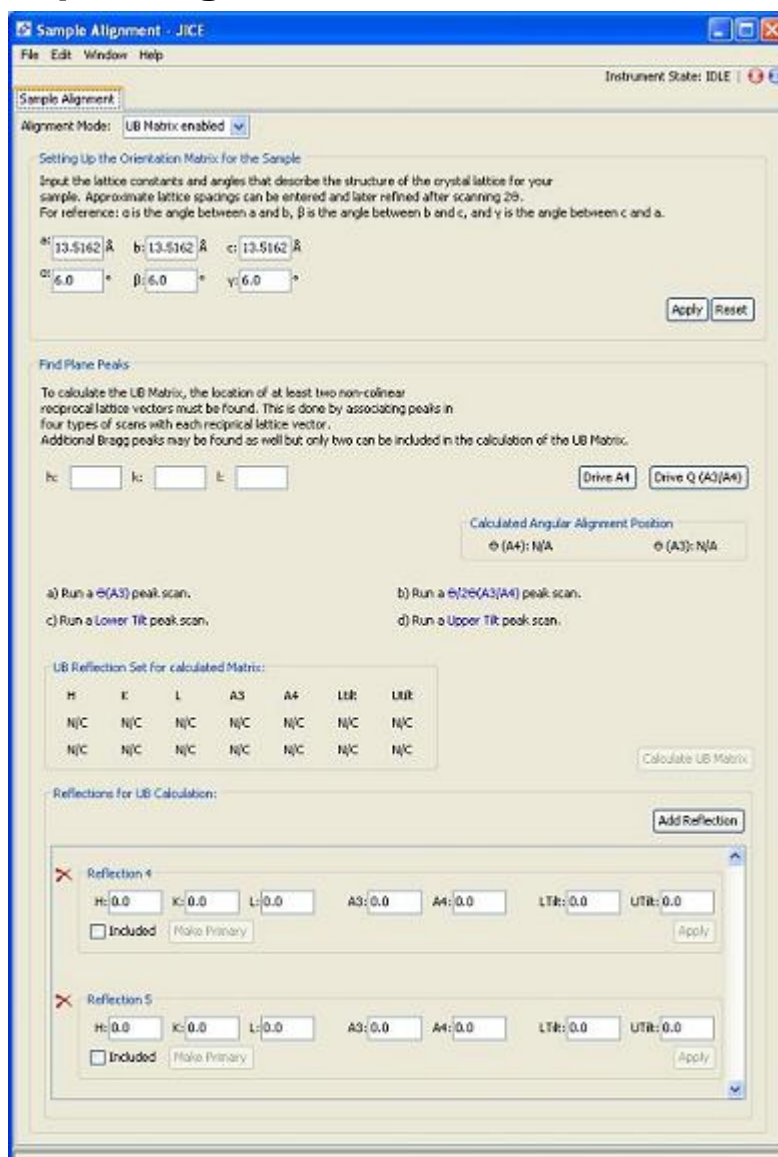 Sample Alignment - JICE
File Edit Window Help
Instrument State: IDLE |
Sample Alignment
Alignment Mode: UB Matrix enabled
Setting Up the Orientation Matrix for the Sample
Input the lattice constants and angles that describe the structure of the crystal lattice for your
sample. Approximate lattice spacings can be entered and later refined after scanning 2θ.
For reference: α is the angle between a and b, β is the angle between b and c, and γ is the angle between c and a.
a: 13.5162 Å b: 13.5162 Å c: 13.5162 Å
α: 6.0 ° β: 6.0 ° γ: 6.0 °
Apply Reset
Find Plane Peaks
To calculate the UB Matrix, the location of at least two non-colinear
reciprocal lattice vectors must be found. This is done by associating peaks in
four types of scans with each reciprical lattice vector.
Additional Bragg peaks may be found as well but only two can be included in the calculation of the UB Matrix.
h: k: l: Drive A4 Drive Q (A3/A4)
Calculated Angular Alignment Position
Θ (A4): N/A Θ (A3): N/A
a) Run a Θ(A3) peak scan. b) Run a Θ/2Θ(A3/A4) peak scan.
c) Run a Lower Tilt peak scan. d) Run a Upper Tilt peak scan.
UB Reflection Set for calculated Matrix:
H K L A3 A4 Ltilt Utilt
N/C N/C N/C N/C N/C N/C N/C
N/C N/C N/C N/C N/C N/C N/C
Calculate UB Matrix
Reflections for UB Calculation:
Add Reflection
Reflection 4
H: 0.0 K: 0.0 L: 0.0 A3: 0.0 A4: 0.0 LTilt: 0.0 UTilt: 0.0
Included Make Primary Apply
Reflection 5
H: 0.0 K: 0.0 L: 0.0 A3: 0.0 A4: 0.0 LTilt: 0.0 UTilt: 0.0
Included Make Primary Apply